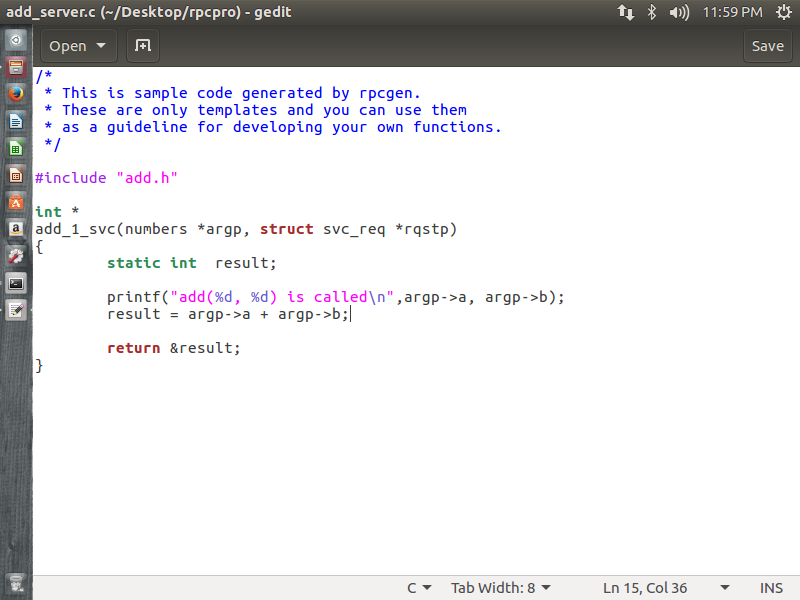 add_server.c (~/Desktop/rpcpro) - gedit
11:59 PM
Open
Save
/*
 * This is sample code generated by rpcgen.
 * These are only templates and you can use them
 * as a guideline for developing your own functions.
 */
#include "add.h"
int *
add_1_svc(numbers *argp, struct svc_req *rqstp)
{
        static int  result;
        printf("add(%d, %d) is called\n",argp->a, argp->b);
        result = argp->a + argp->b;
        return &result;
}
C
Tab Width: 8
Ln 15, Col 36
INS